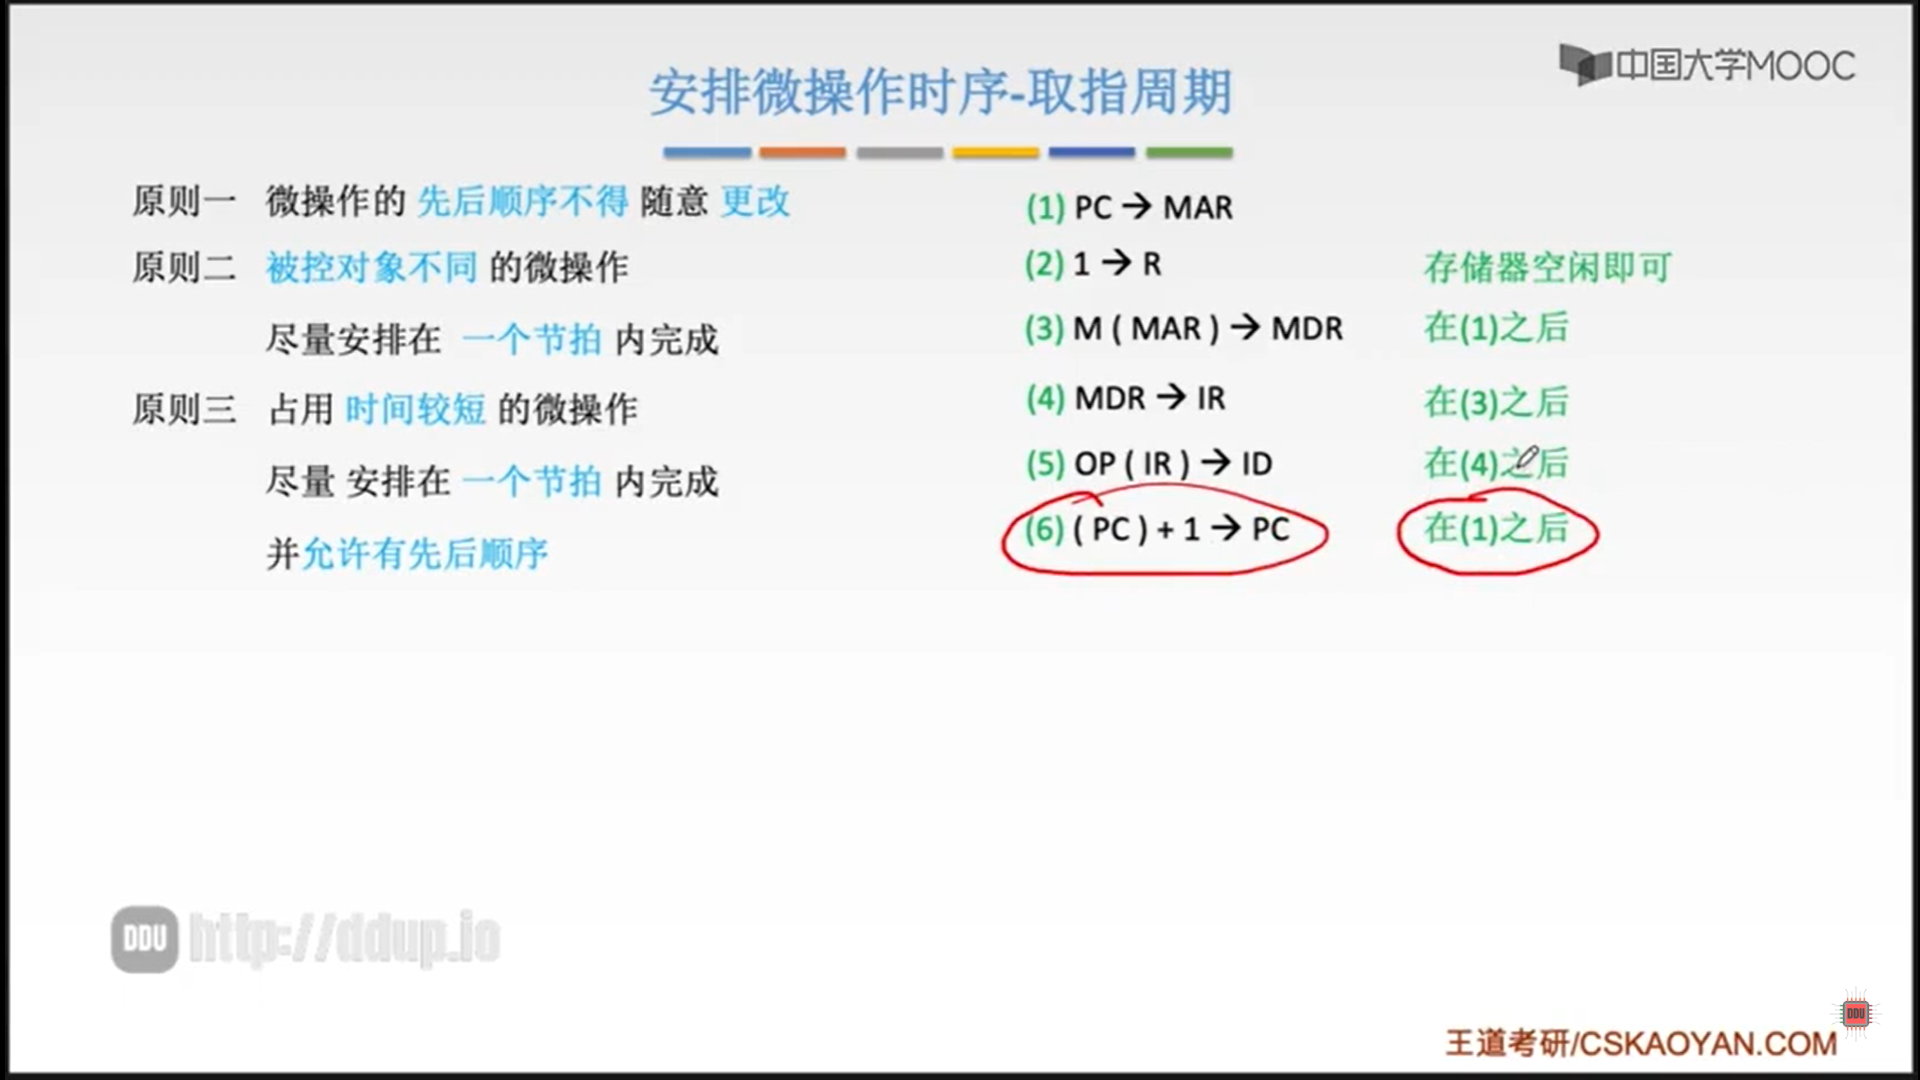 中国大学MOOC
安排微操作时序-取指周期
原则一 微操作的 先后顺序不得 随意 更改
原则二 被控对象不同 的微操作
尽量安排在 一个节拍 内完成
原则三 占用 时间较短 的微操作
尽量 安排在 一个节拍 内完成
并允许有先后顺序
(1) PC → MAR
(2) 1 → R 存储器空闲即可
(3) M ( MAR ) → MDR 在(1)之后
(4) MDR → IR 在(3)之后
(5) OP ( IR ) → ID 在(4)之后
(6) ( PC ) + 1 → PC 在(1)之后
DDU http://ddup.io
DDU
王道考研/CSKAOYAN.COM